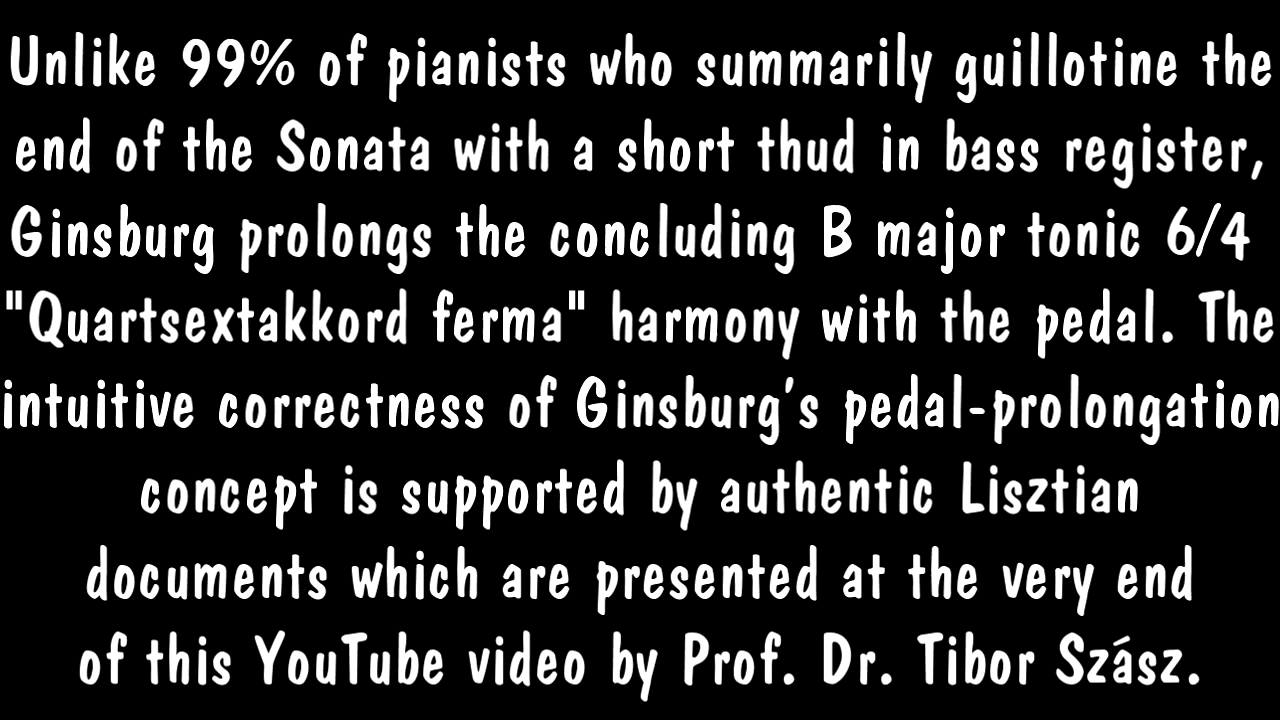 Unlike 99% of pianists who summarily guillotine the
end of the Sonata with a short thud in bass register,
Ginsburg prolongs the concluding B major tonic 6/4
"Quartsextakkord ferma" harmony with the pedal. The
intuitive correctness of Ginsburg's pedal-prolongation
concept is supported by authentic Lisztian
documents which are presented at the very end
of this YouTube video by Prof. Dr. Tibor Szász.